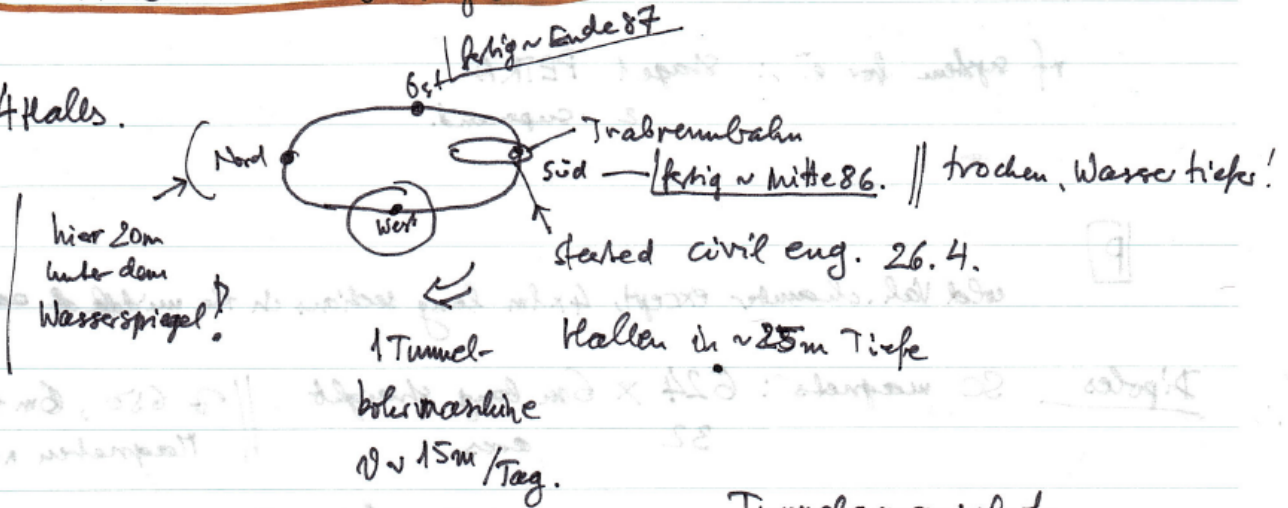 fertig ~ Ende 87
Ost
4 Halls.
Trabrennbahn
Nord
Süd — fertig ~ Mitte 86. || trocken, Wasser tiefer!
West
hier 20m
unter dem
Wasserspiegel!
started civil eng. 26.4.
Hallen in ~25m Tiefe
1 Tunnel-
bohrmaschine
v ~ 15m/Tag.